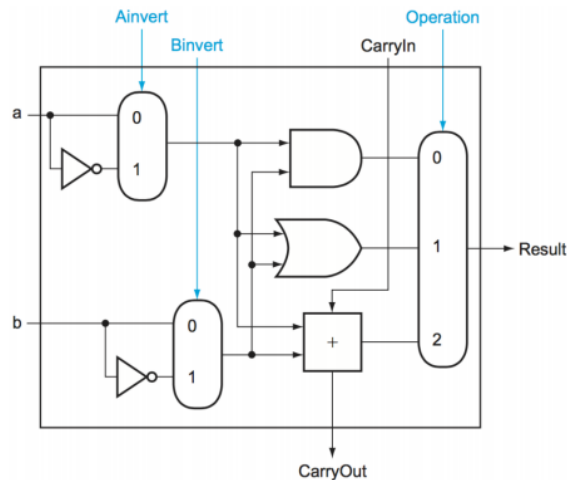 Ainvert
Operation
Binvert
CarryIn
a
0
1
0
1
Result
b
0
1
+
2
CarryOut